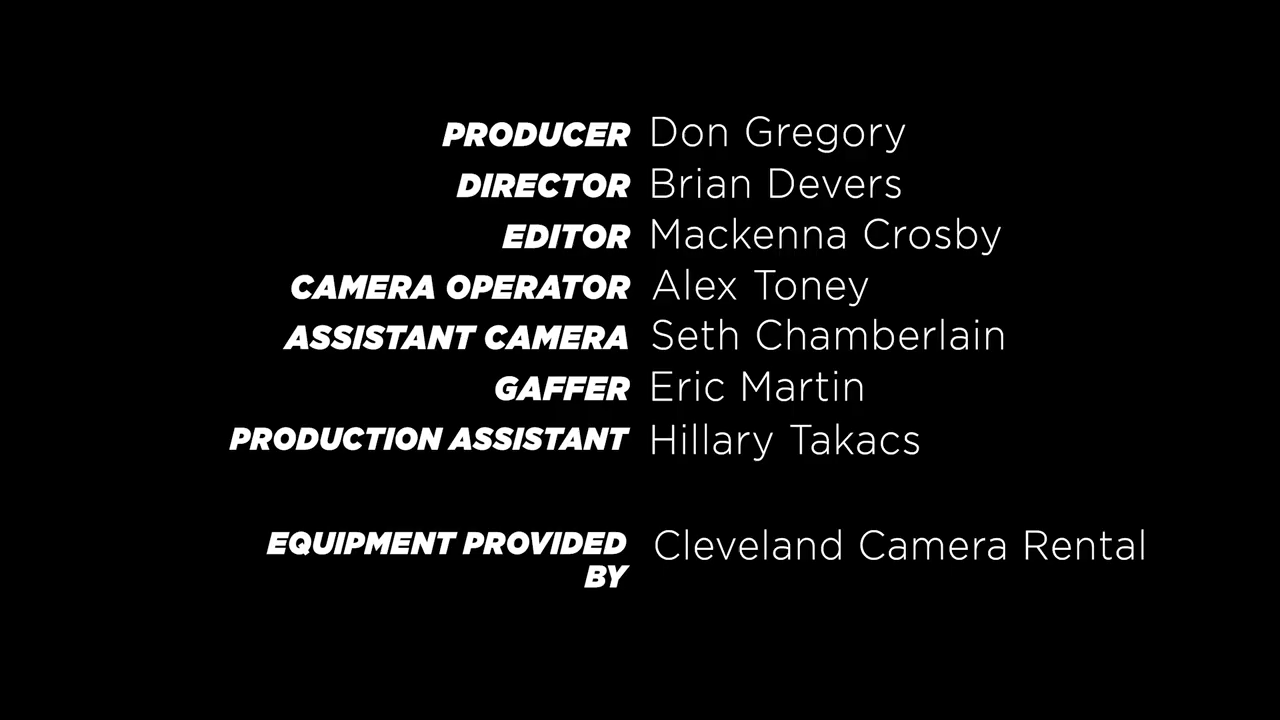 PRODUCER Don Gregory
DIRECTOR Brian Devers
EDITOR Mackenna Crosby
CAMERA OPERATOR Alex Toney
ASSISTANT CAMERA Seth Chamberlain
GAFFER Eric Martin
PRODUCTION ASSISTANT Hillary Takacs
EQUIPMENT PROVIDED Cleveland Camera Rental
BY